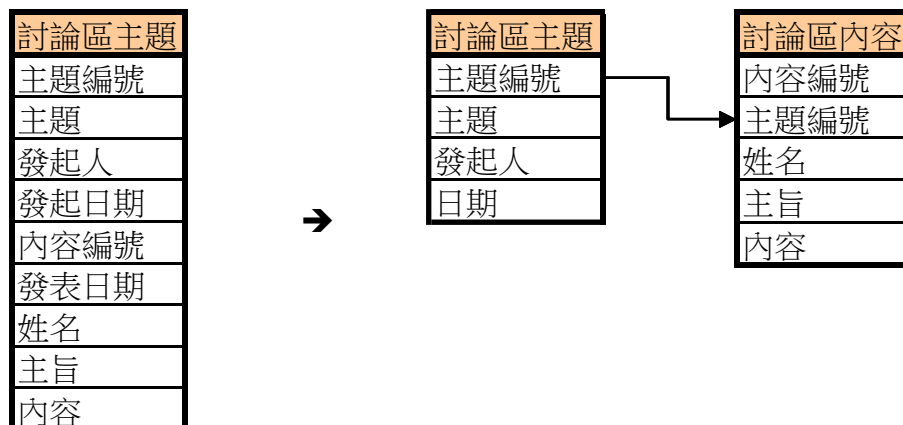 討論區主題
主題編號
主題
發起人
發起日期
內容編號
發表日期
姓名
主旨
內容
➔
討論區主題
主題編號
主題
發起人
日期
討論區內容
內容編號
主題編號
姓名
主旨
內容